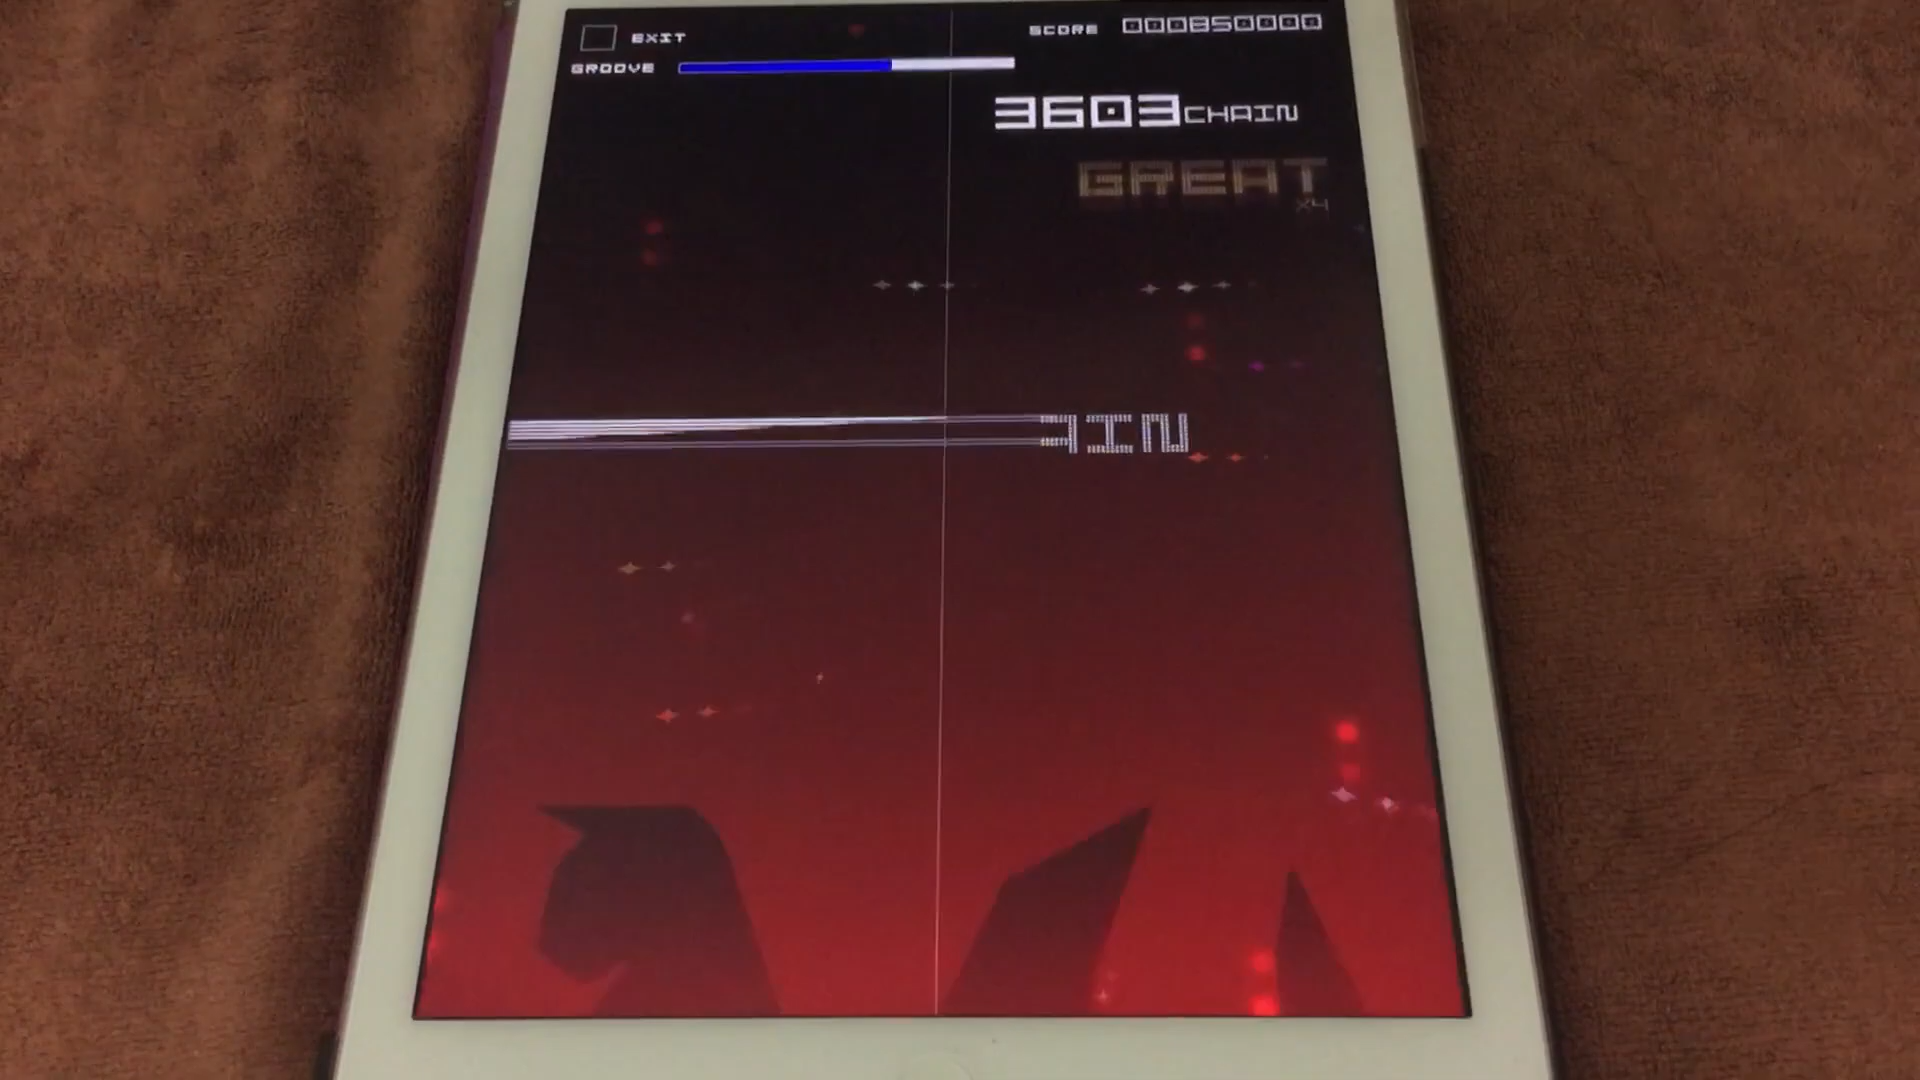 EXIT
SCORE 000850000
GROOVE
3603CHAIN
GREAT
X4